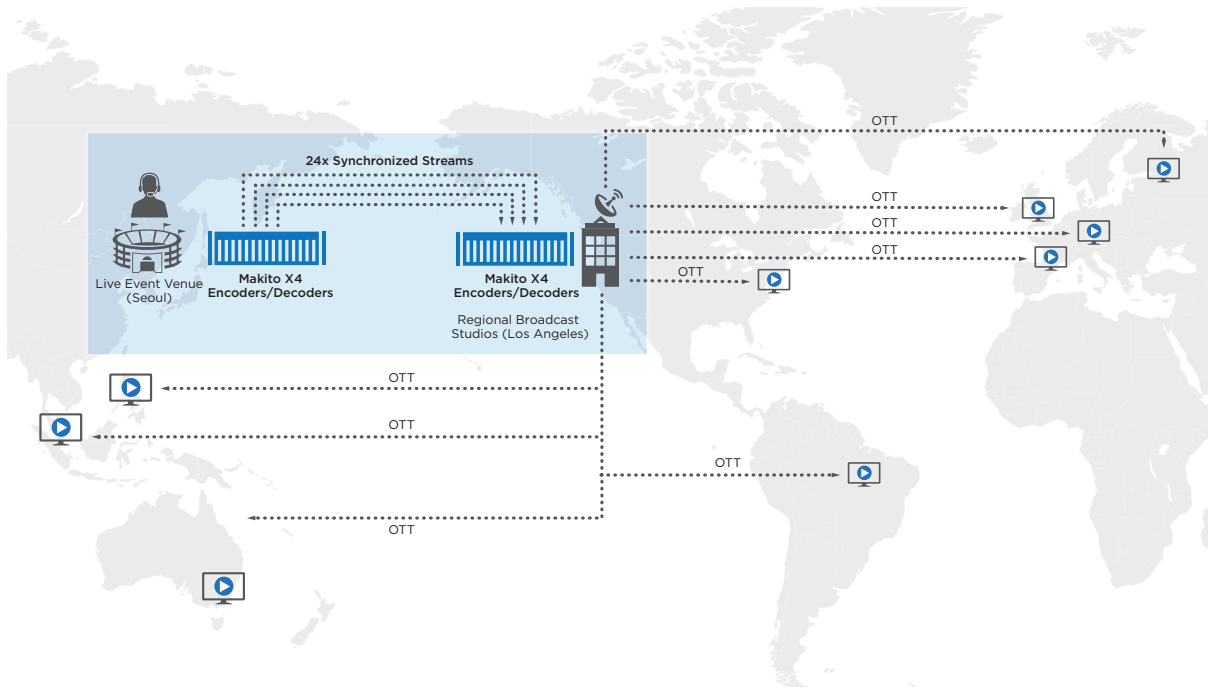 OTT
24x Synchronized Streams
OTT
OTT
OTT
OTT
Makito X4
Encoders/Decoders
Makito X4
Encoders/Decoders
Live Event Venue
(Seoul)
Regional Broadcast
Studios (Los Angeles)
OTT
OTT
OTT
OTT